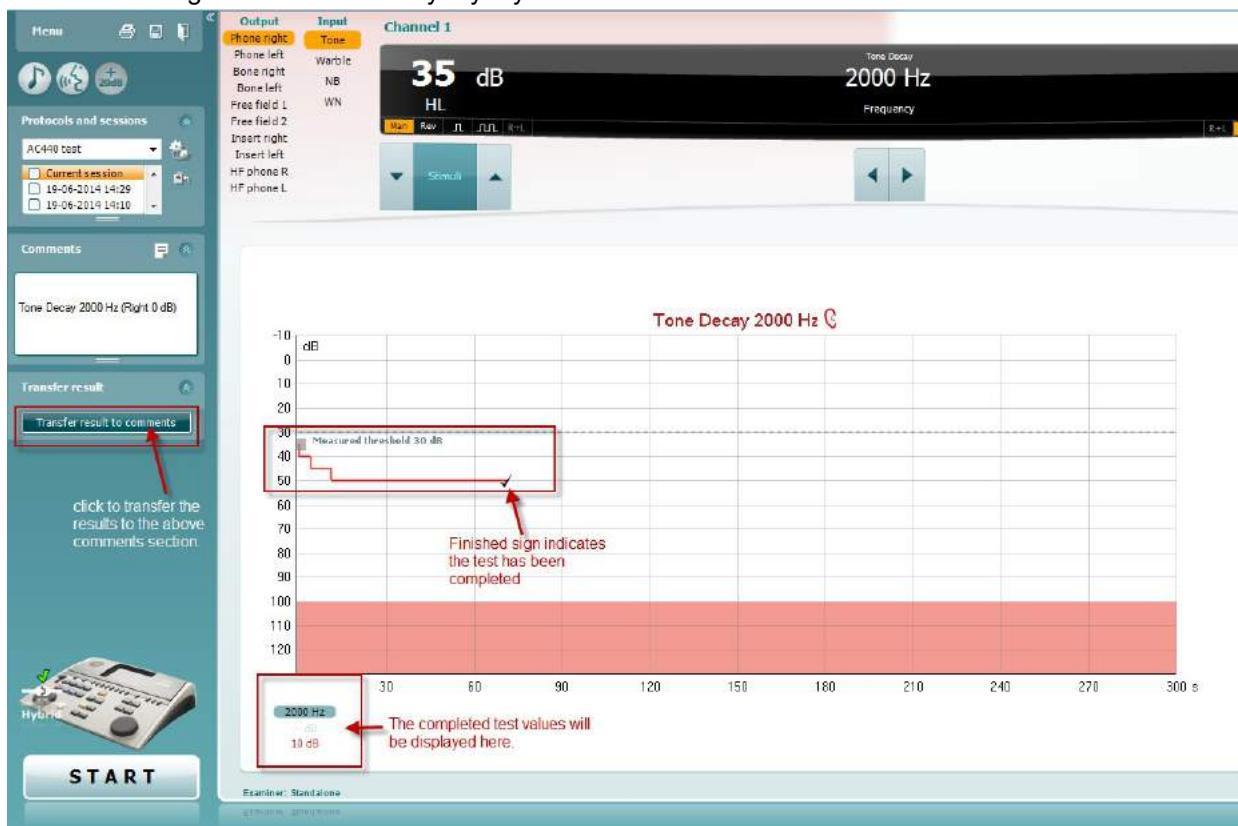 Menu
Protocols and sessions
AC440 test
Current session
19-06-2014 14:29
19-06-2014 14:10
Comments
Tone Decay 2000 Hz (Right 0 dB)
Transfer result
Transfer result to comments
click to transfer the
results to the above
comments section
Hybrid
START
Output
Phone right
Phone left
Bone right
Bone left
Free field 1
Free field 2
Insert right
Insert left
HF phone R
HF phone L
Input
Tone
Warble
NB
WN
Channel 1
35 dB
HL
Man Rev R+L
Tone Decay
2000 Hz
Frequency
R+L
Stimuli
Tone Decay 2000 Hz
dB
-10
0
10
20
30
40
50
60
70
80
90
100
110
120
Measured threshold 30 dB
Finished sign indicates
the test has been
completed
30 60 90 120 150 180 210 240 270 300 s
2000 Hz
dB
10 dB
The completed test values will
be displayed here.
Examiner: Standalone